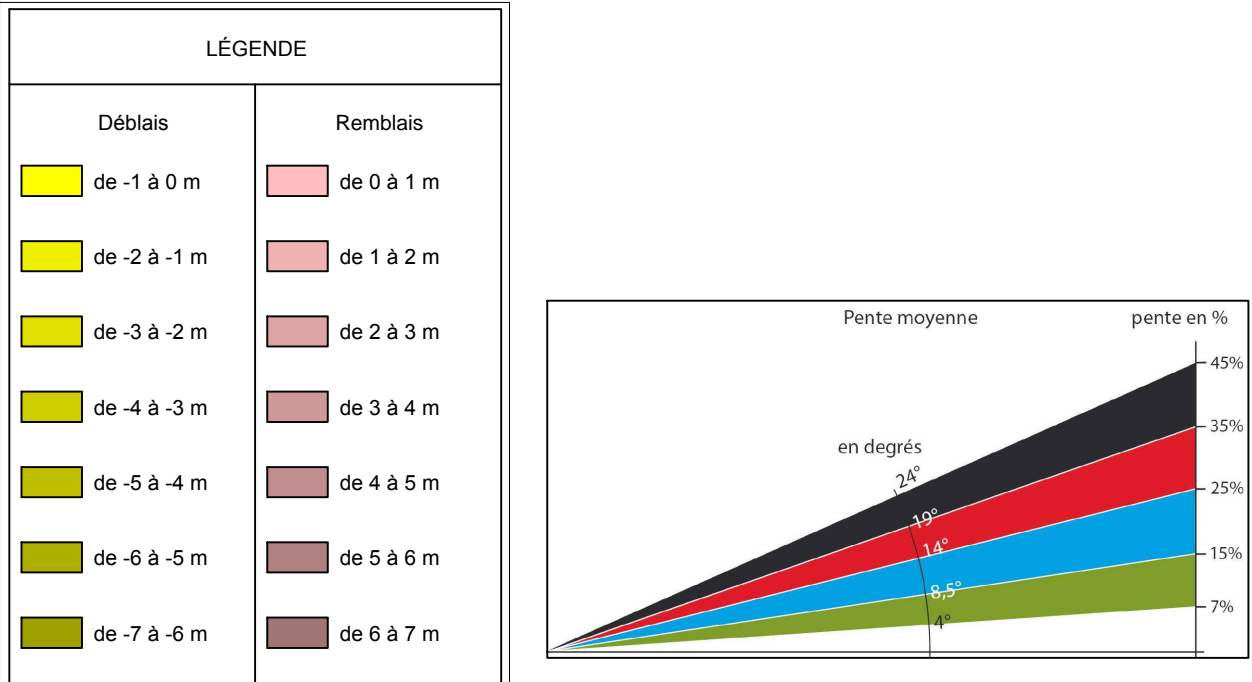 LÉGENDE
Déblais
Remblais
de -1 à 0 m
de 0 à 1 m
de -2 à -1 m
de 1 à 2 m
de -3 à -2 m
de 2 à 3 m
de -4 à -3 m
de 3 à 4 m
de -5 à -4 m
de 4 à 5 m
de -6 à -5 m
de 5 à 6 m
de -7 à -6 m
de 6 à 7 m
Pente moyenne
pente en %
45%
35%
25%
15%
7%
en degrés
24°
19°
14°
8,5°
4°